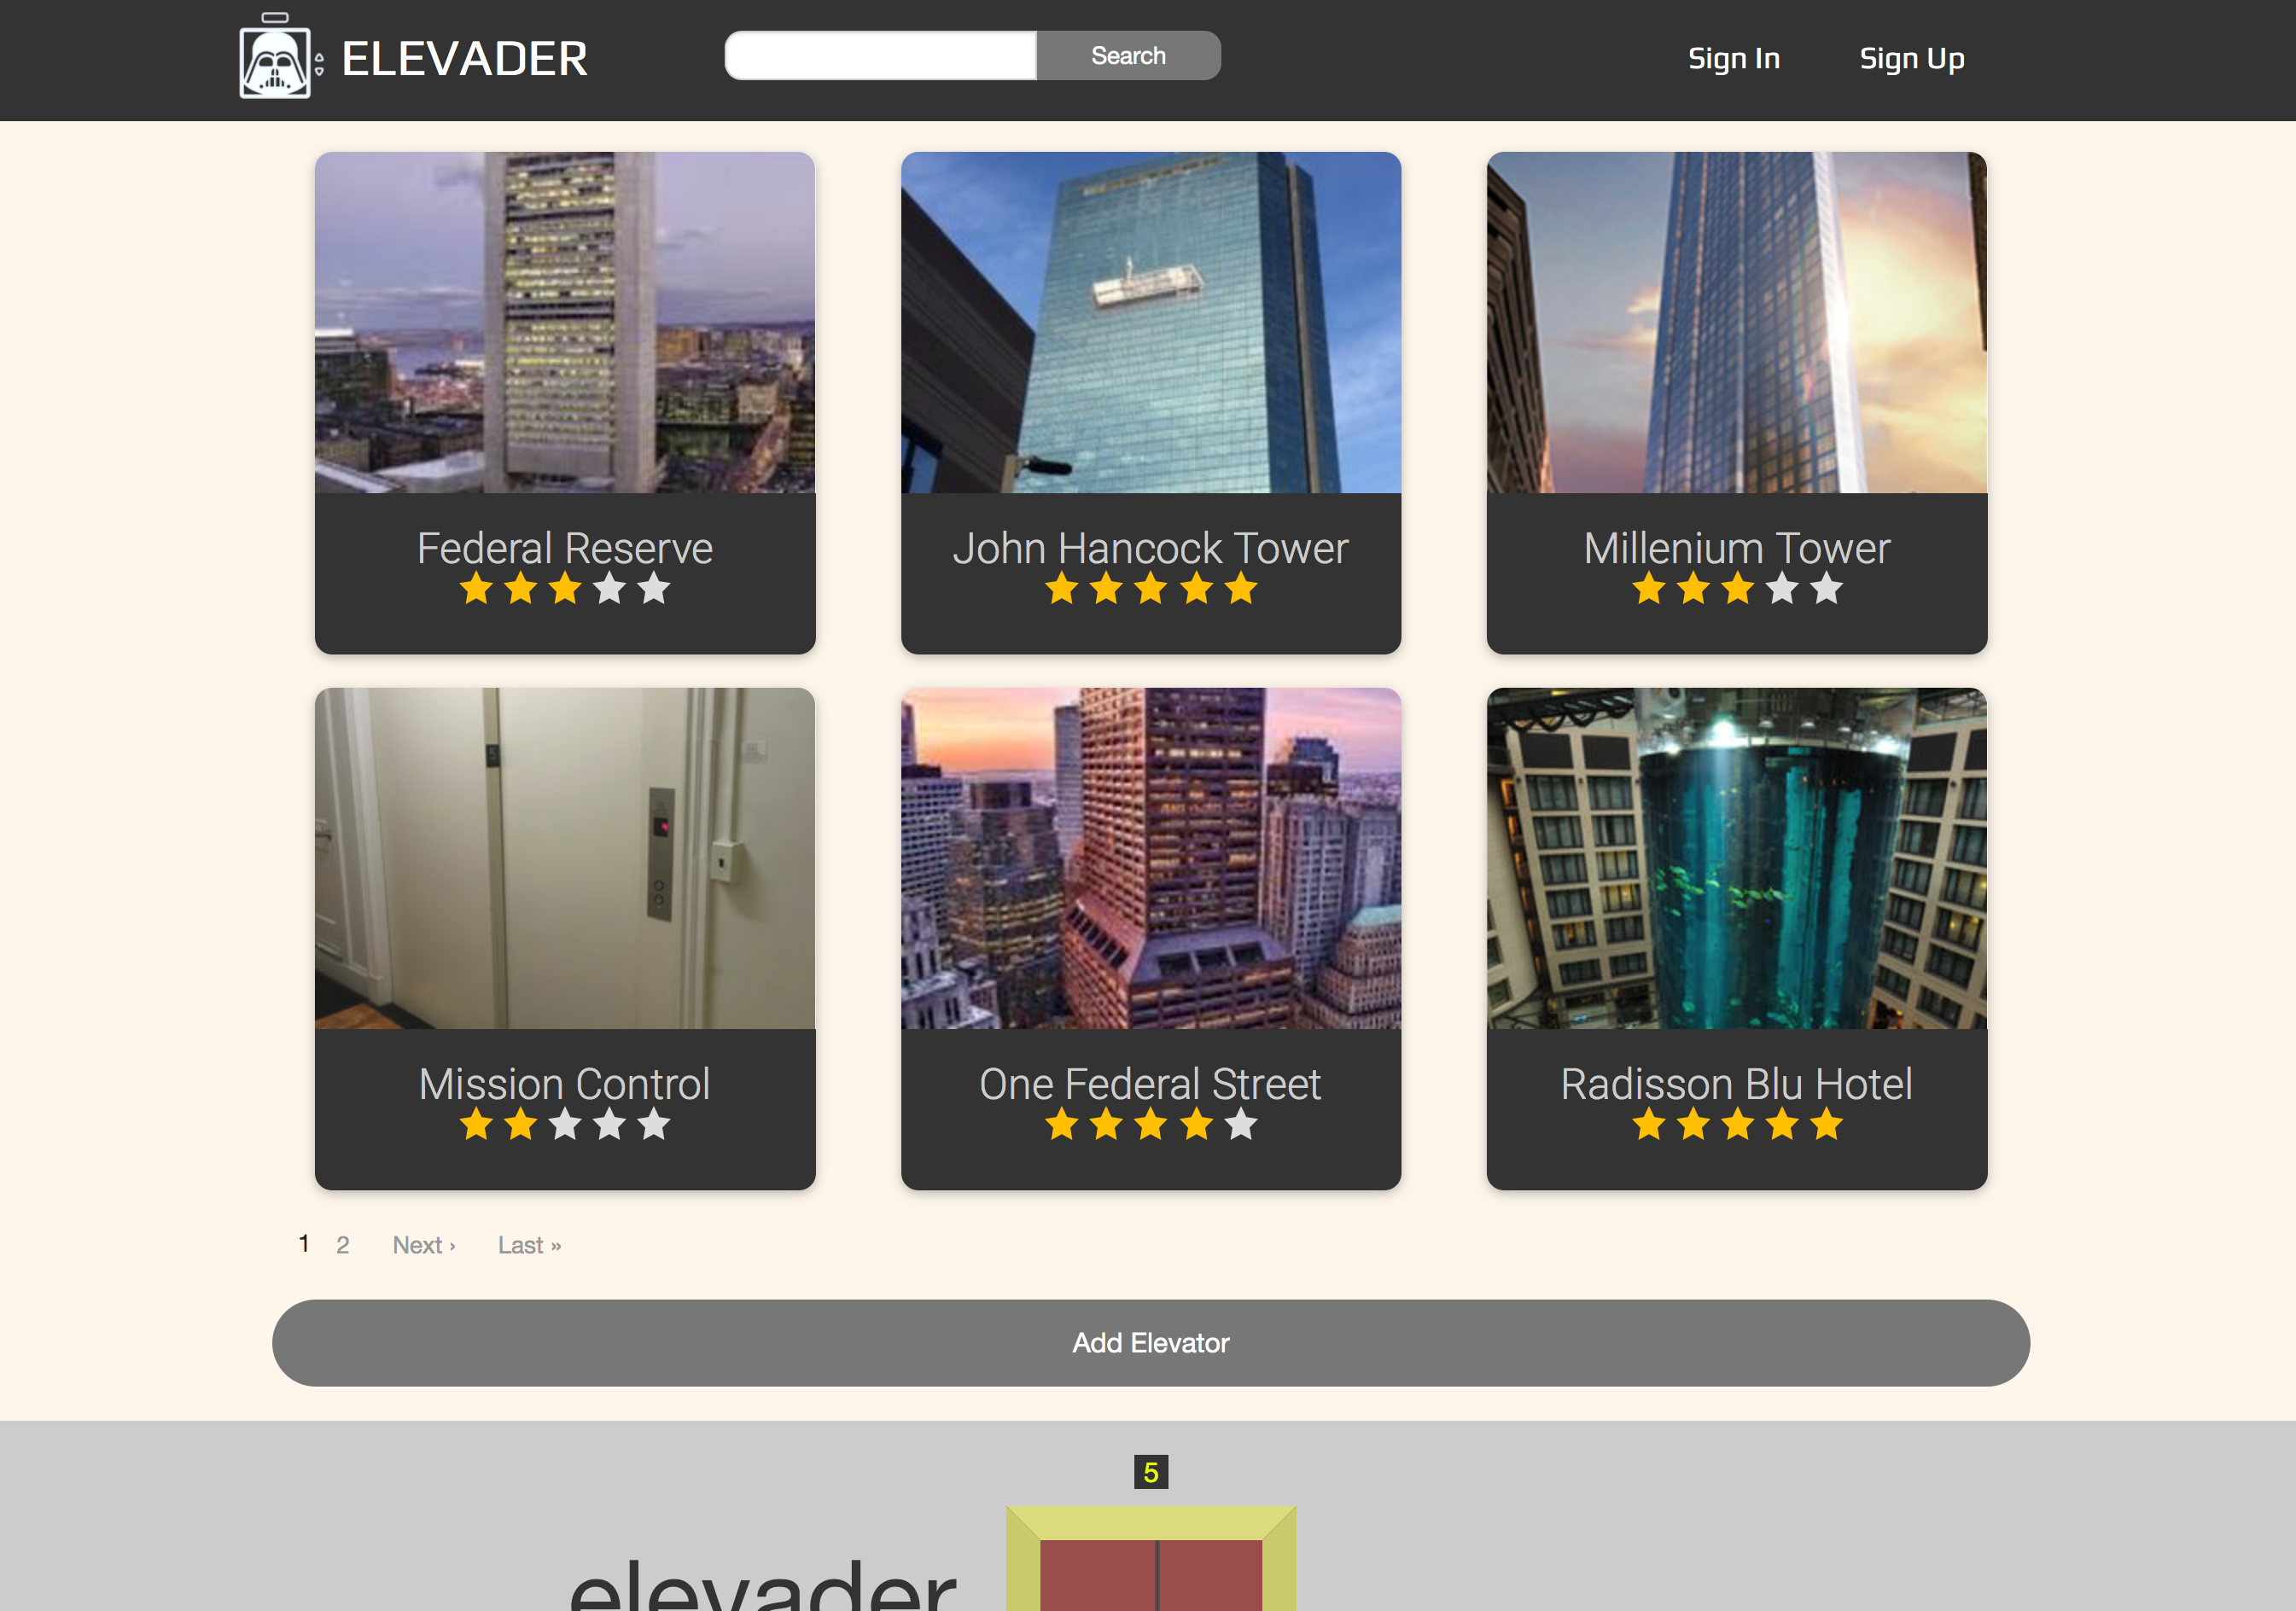 ELEVADER
Search
Sign In
Sign Up
Federal Reserve
John Hancock Tower
Millenium Tower
Mission Control
One Federal Street
Radisson Blu Hotel
1 2 Next › Last »
Add Elevator
5
elevader